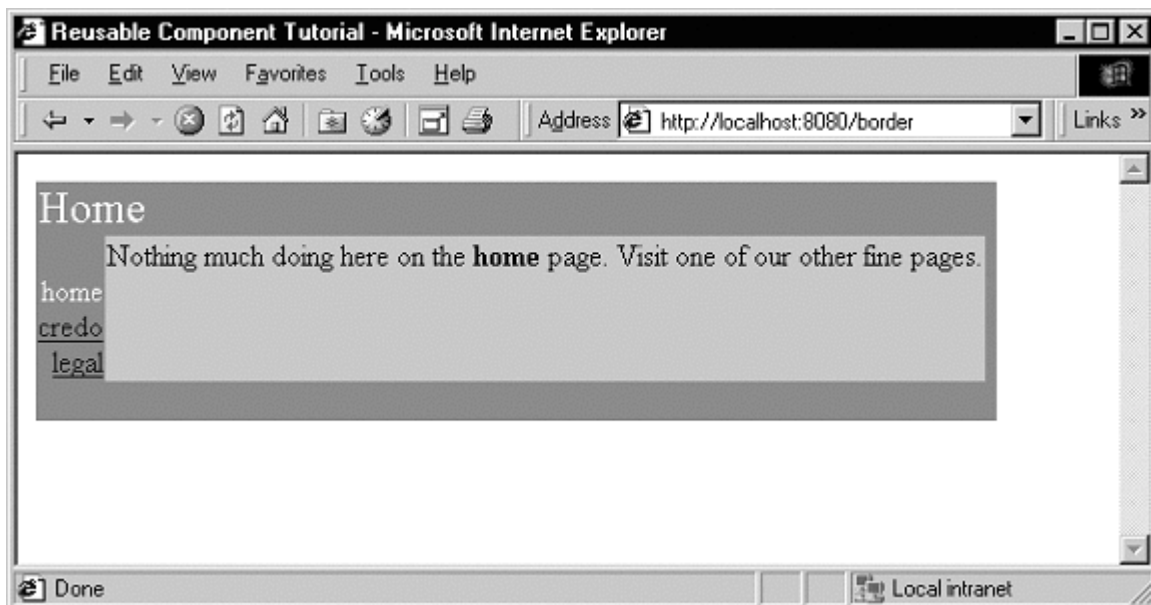 Reusable Component Tutorial - Microsoft Internet Explorer
File Edit View Favorites Tools Help
Address http://localhost:8080/border Links »
Home
Nothing much doing here on the home page. Visit one of our other fine pages.
home
credo
legal
Done Local intranet